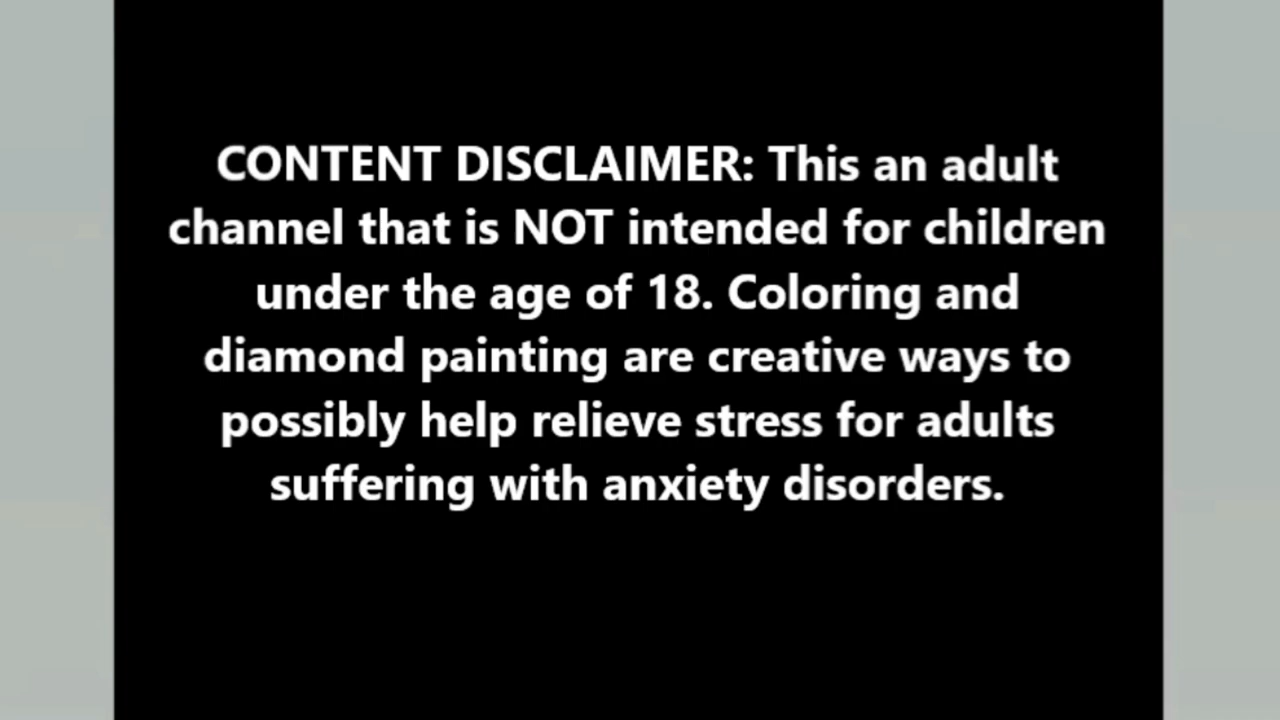 CONTENT DISCLAIMER: This an adult
channel that is NOT intended for children
under the age of 18. Coloring and
diamond painting are creative ways to
possibly help relieve stress for adults
suffering with anxiety disorders.